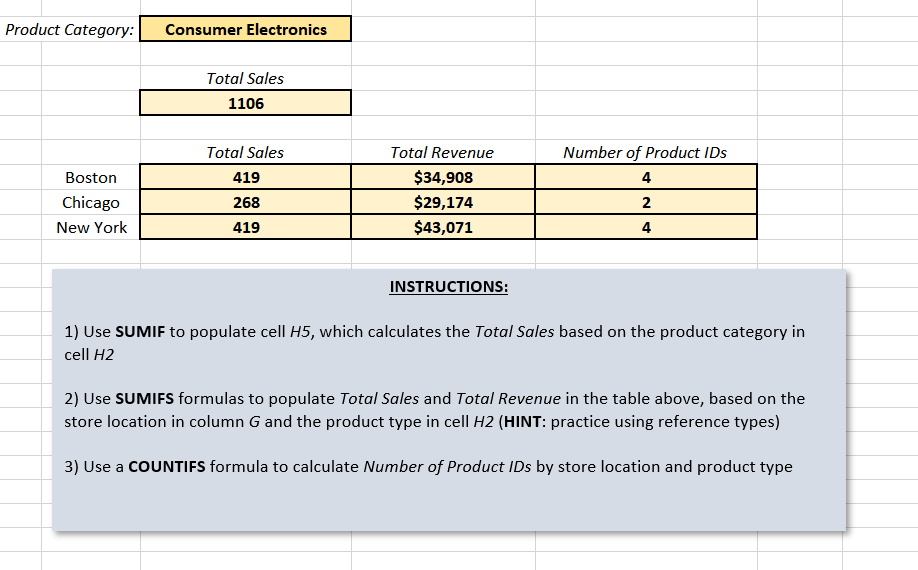 Product Category: Consumer Electronics
Total Sales
1106
Total Sales Total Revenue Number of Product IDs
Boston 419 $34,908 4
Chicago 268 $29,174 2
New York 419 $43,071 4
INSTRUCTIONS:
1) Use SUMIF to populate cell H5, which calculates the Total Sales based on the product category in
cell H2
2) Use SUMIFS formulas to populate Total Sales and Total Revenue in the table above, based on the
store location in column G and the product type in cell H2 (HINT: practice using reference types)
3) Use a COUNTIFS formula to calculate Number of Product IDs by store location and product type